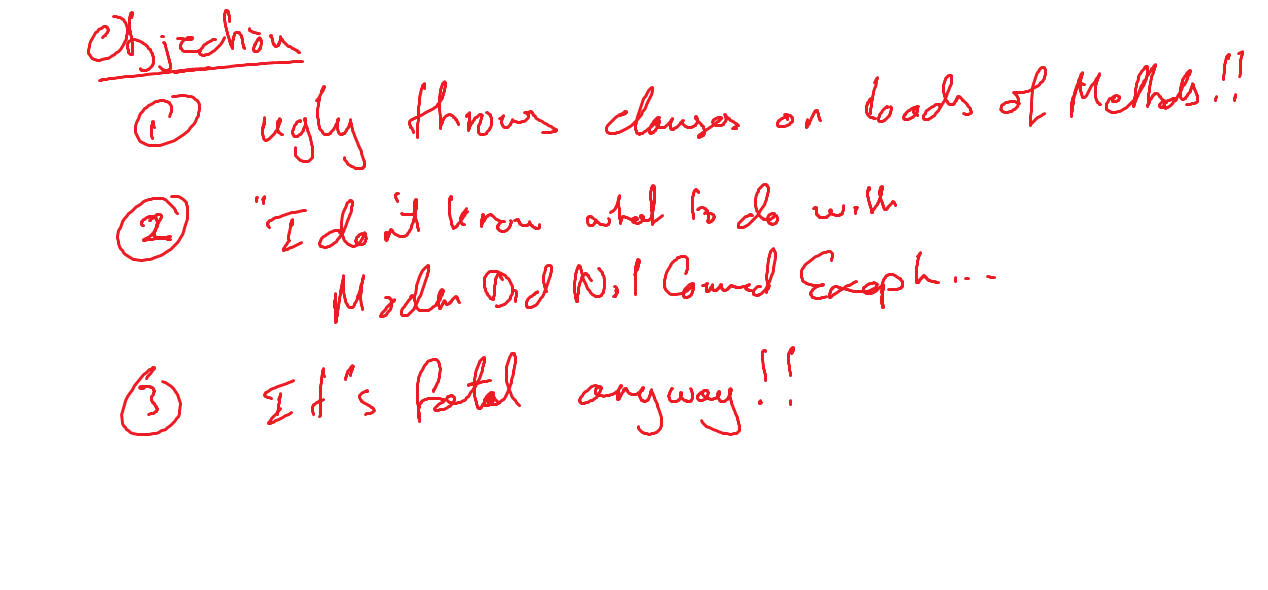 Objection
① ugly throws clauses on loads of Methods!!
② "I don't know what to do with
Modem Did Not Connect Except...
③ It's fatal anyway!!